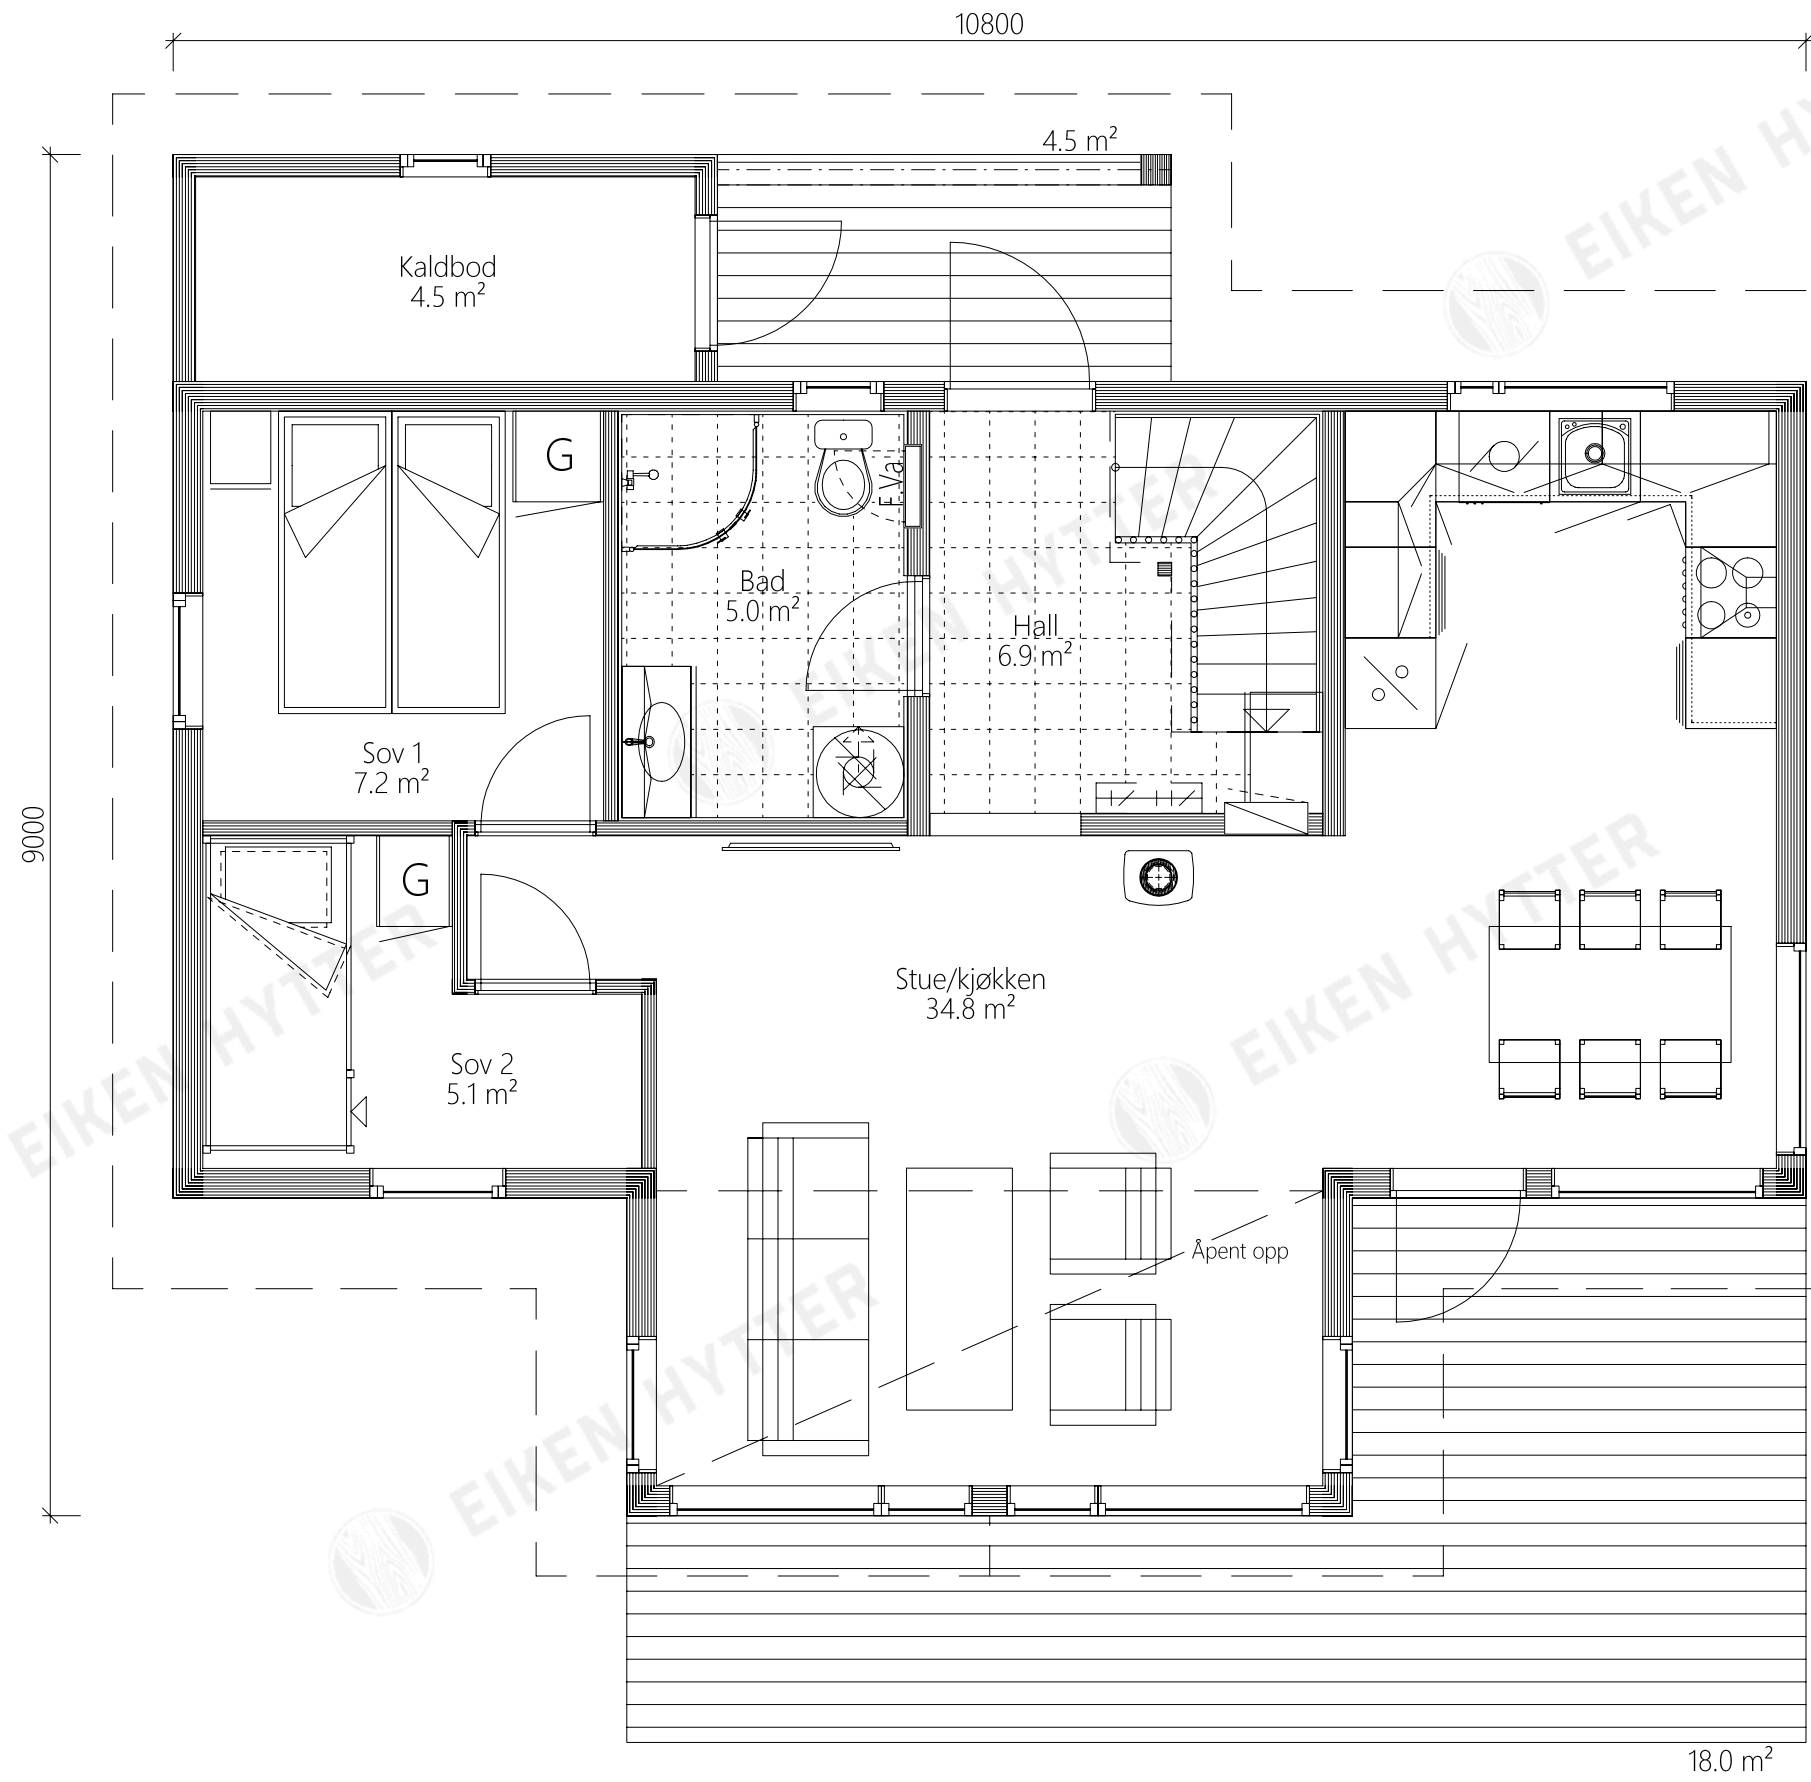 10800
4.5 m²
EIKEN HY
Kaldbod
4.5 m²
G
F.Va
EIKEN HYTTER
Bad
5.0 m²
Hall
6.9 m²
Sov 1
7.2 m²
9000
G
EIKEN HYTTER
Stue/kjøkken
34.8 m²
EIKEN HYTTER
Sov 2
5.1 m²
Åpent opp
EIKEN HYTTER
18.0 m²